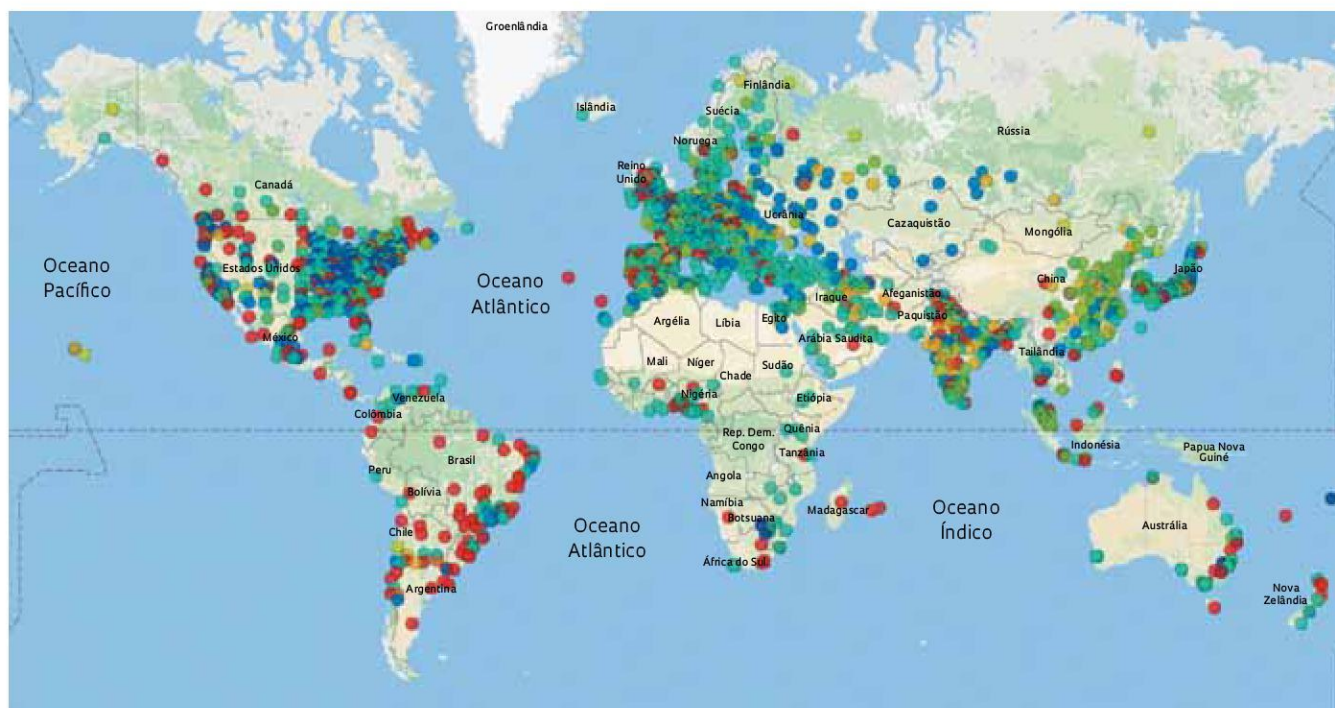 Groenlândia
Islândia
Finlândia
Suécia
Noruega
Rússia
Reino
Unido
Canadá
Ucrânia
Cazaquistão
Mongólia
Oceano
Pacífico
Estados Unidos
Oceano
Atlântico
China
Japão
Iraque
Afeganistão
Paquistão
México
Argélia
Líbia
Egito
Arábia Saudita
Tailândia
Mali
Níger
Chade
Sudão
Venezuela
Nigéria
Etiópia
Colômbia
Rep. Dem.
Congo
Quênia
Indonésia
Papua Nova
Guiné
Brasil
Tanzânia
Peru
Angola
Bolívia
Namíbia
Botsuana
Madagascar
Oceano
Índico
Austrália
Oceano
Atlântico
Chile
África do Sul
Argentina
Nova
Zelândia